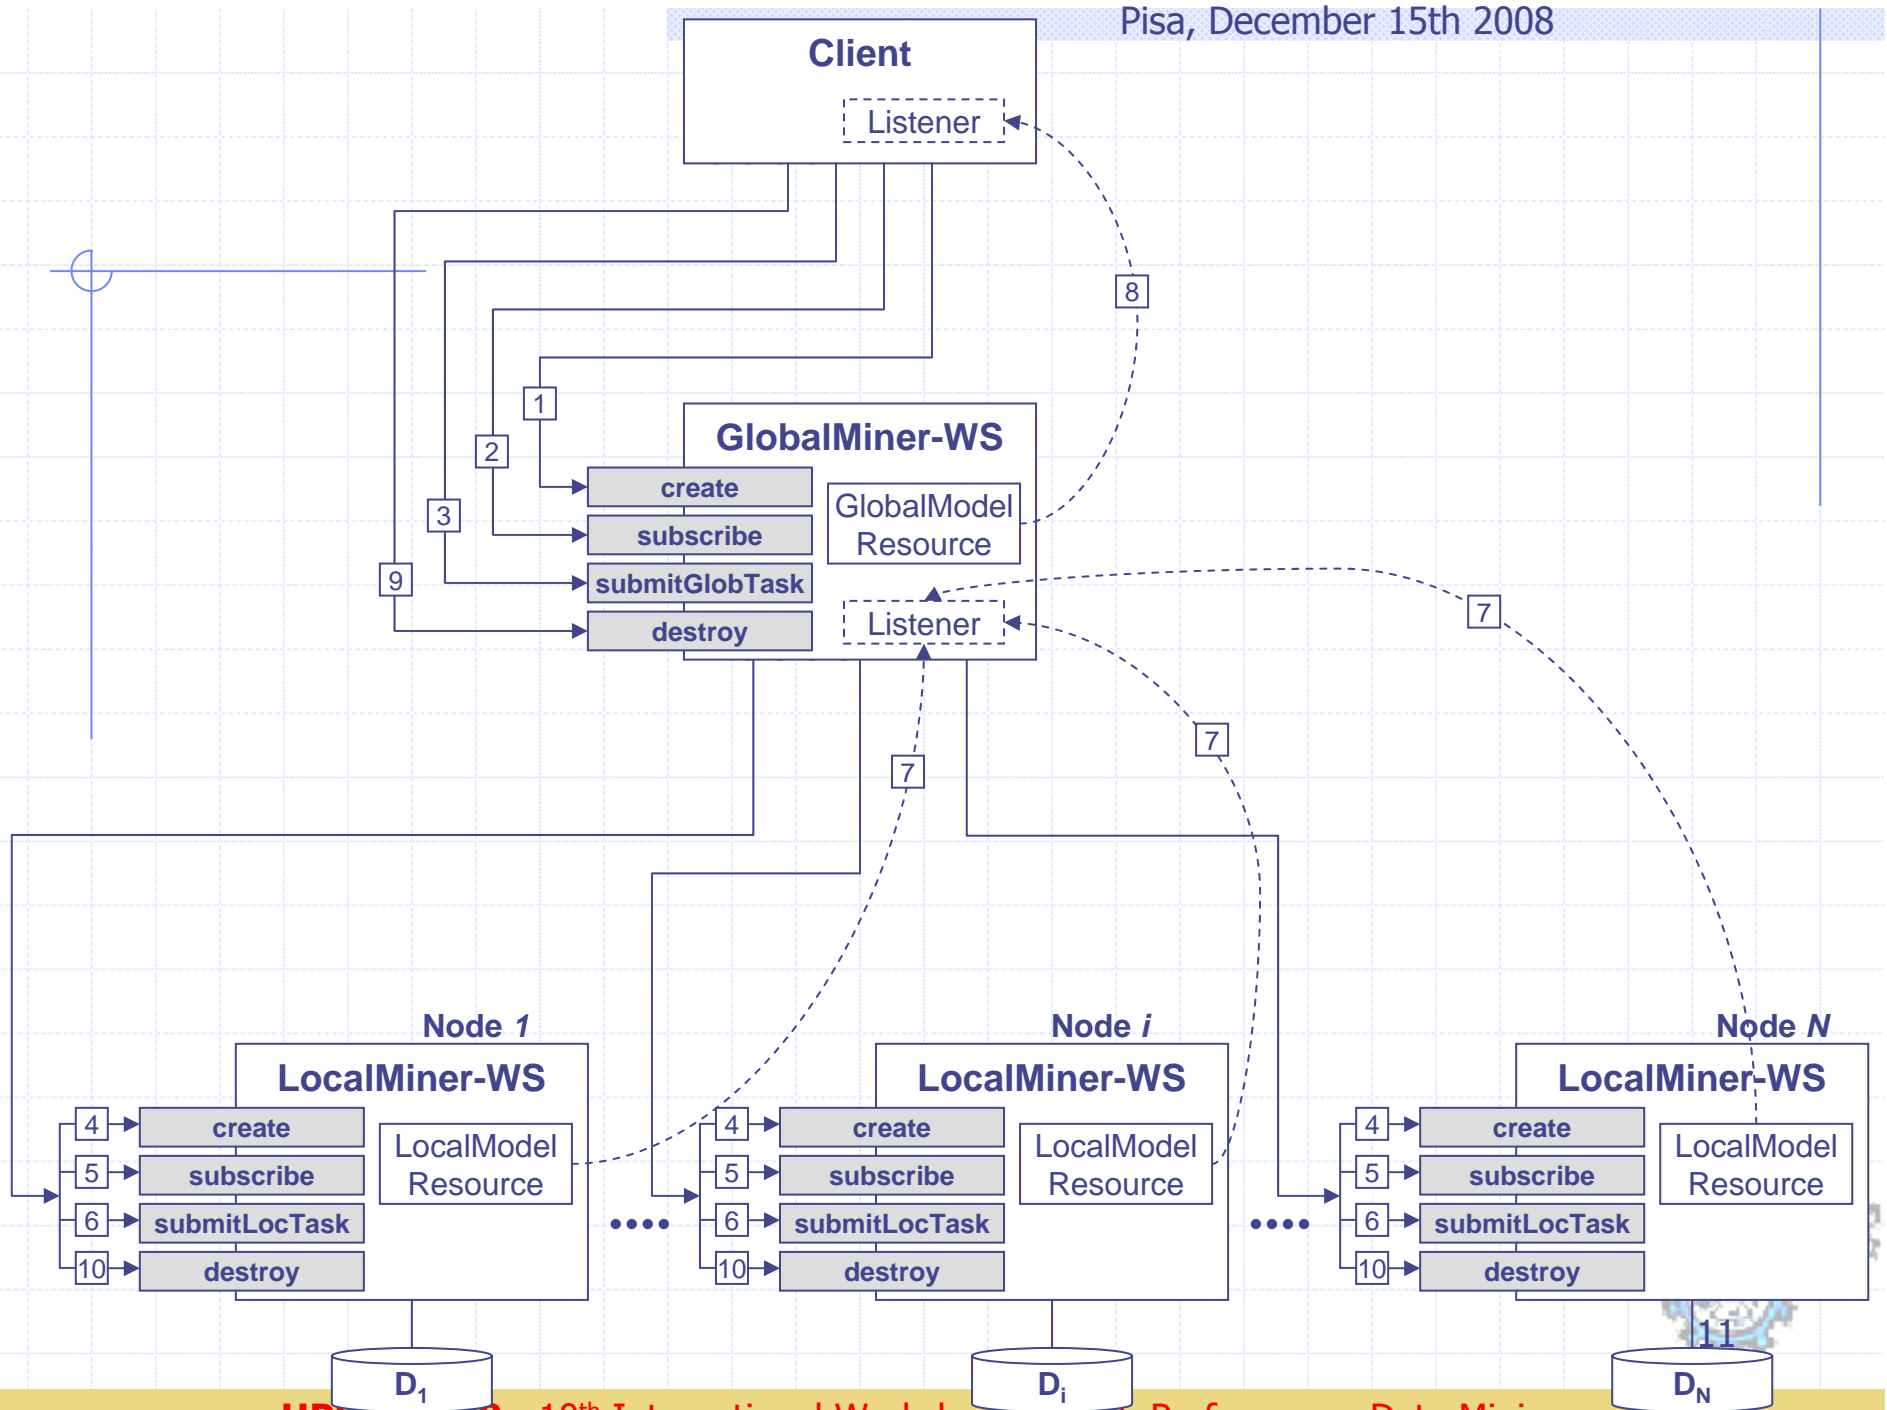 Pisa, December 15th 2008
Client
Listener
8
1
GlobalMiner-WS
2
create
GlobalModel
Resource
3
subscribe
9
submitGlobTask
7
Listener
destroy
7
7
Node 1
Node i
Node N
LocalMiner-WS
LocalMiner-WS
LocalMiner-WS
4 create
LocalModel
Resource
5 subscribe
6 submitLocTask
10 destroy
4 create
LocalModel
Resource
5 subscribe
6 submitLocTask
10 destroy
4 create
LocalModel
Resource
5 subscribe
6 submitLocTask
10 destroy
11
D1
Di
DN
10th International